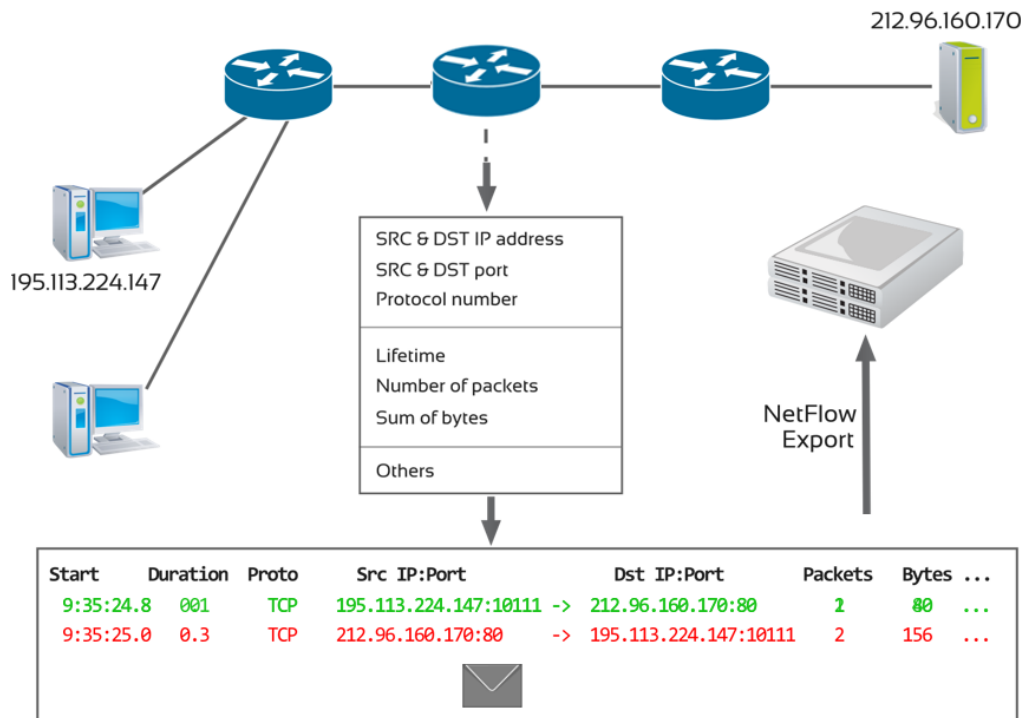 212.96.160.170
195.113.224.147
SRC & DST IP address
SRC & DST port
Protocol number
Lifetime
Number of packets
Sum of bytes
Others
NetFlow
Export
Start Duration Proto Src IP:Port Dst IP:Port Packets Bytes ...
9:35:24.8 TCP 195.113.224.147:10111 -> 212.96.160.170:80 ...
9:35:25.0 0.3 TCP 212.96.160.170:80 -> 195.113.224.147:10111 2 156 ...